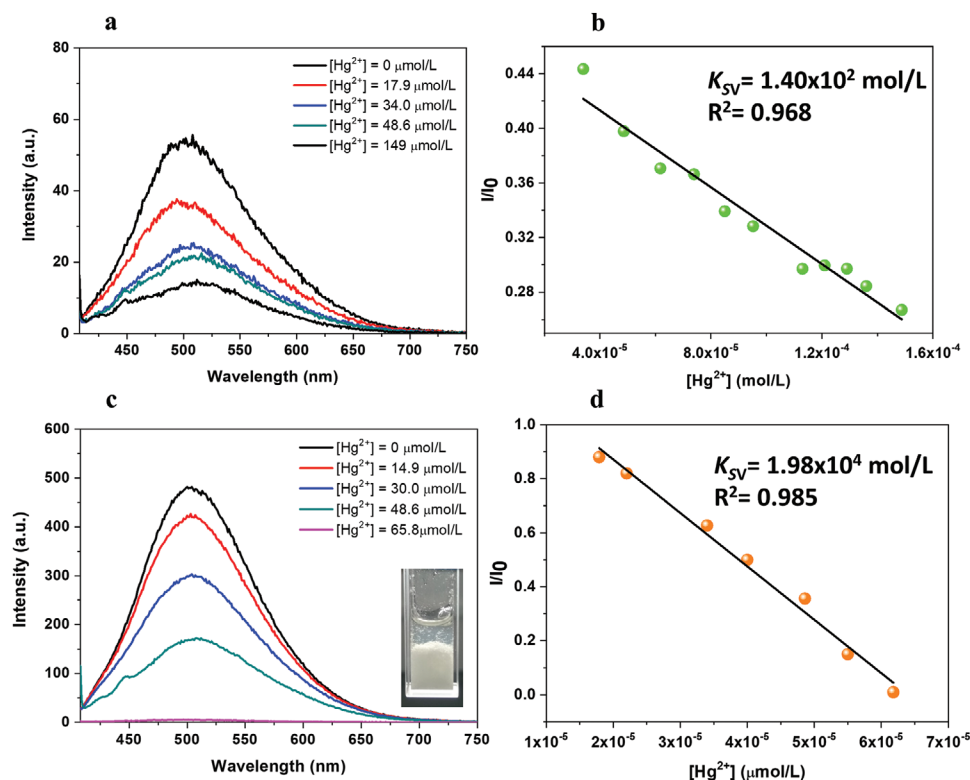 a
80
60
40
20
0
Intensity (a.u.)
[Hg²⁺] = 0 μmol/L
[Hg²⁺] = 17.9 μmol/L
[Hg²⁺] = 34.0 μmol/L
[Hg²⁺] = 48.6 μmol/L
[Hg²⁺] = 149 μmol/L
450 500 550 600 650 700 750
Wavelength (nm)
b
0.44
0.40
0.36
0.32
0.28
I/I₀
K_SV= 1.40x10² mol/L
R²= 0.968
4.0x10⁻⁵ 8.0x10⁻⁵ 1.2x10⁻⁴ 1.6x10⁻⁴
[Hg²⁺] (mol/L)
c
600
500
400
300
200
100
0
Intensity (a.u.)
[Hg²⁺] = 0 μmol/L
[Hg²⁺] = 14.9 μmol/L
[Hg²⁺] = 30.0 μmol/L
[Hg²⁺] = 48.6 μmol/L
[Hg²⁺] = 65.8μmol/L
450 500 550 600 650 700 750
Wavelength (nm)
d
1.0
0.8
0.6
0.4
0.2
0.0
I/I₀
K_SV= 1.98x10⁴ mol/L
R²= 0.985
1x10⁻⁵ 2x10⁻⁵ 3x10⁻⁵ 4x10⁻⁵ 5x10⁻⁵ 6x10⁻⁵ 7x10⁻⁵
[Hg²⁺] (μmol/L)